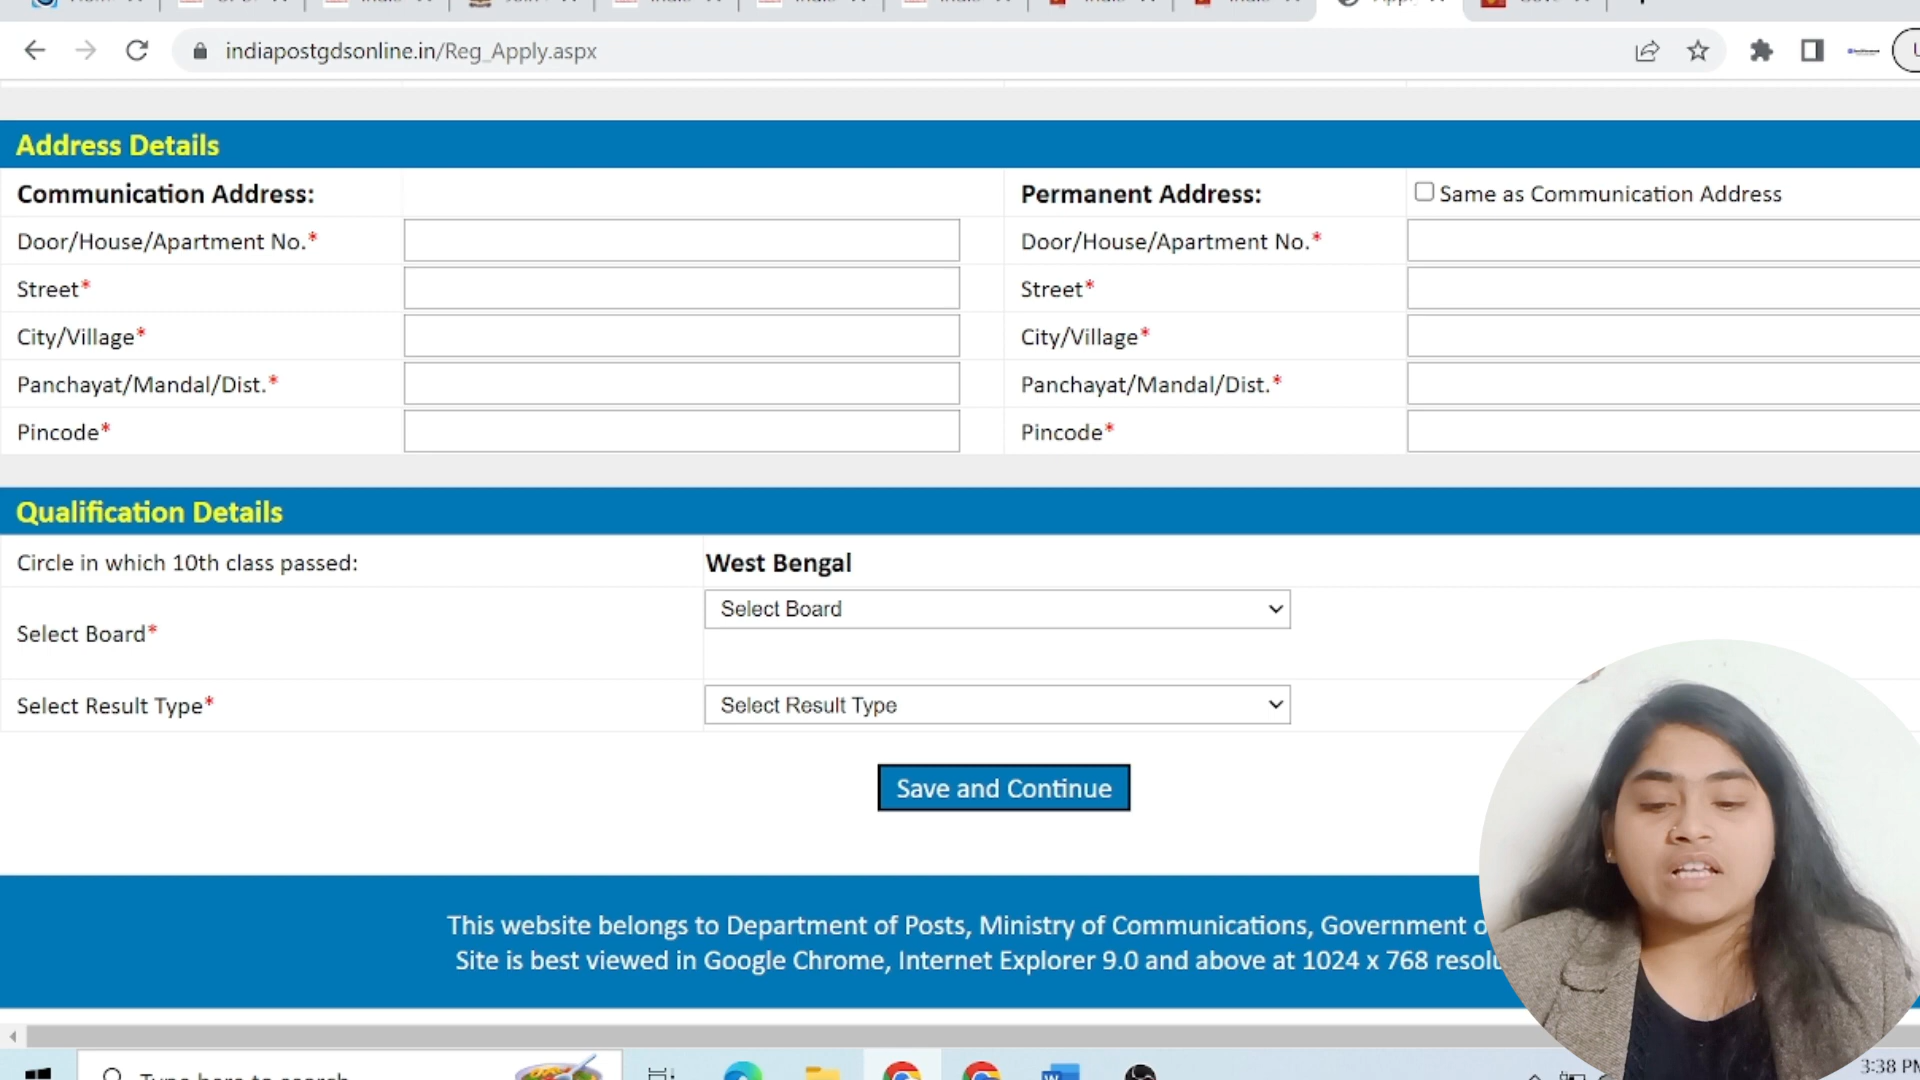 indiapostgdsonline.in/Reg_Apply.aspx
Address Details
Communication Address:
Permanent Address:
Same as Communication Address
Door/House/Apartment No.*
Door/House/Apartment No.*
Street*
Street*
City/Village*
City/Village*
Panchayat/Mandal/Dist.*
Panchayat/Mandal/Dist.*
Pincode*
Pincode*
Qualification Details
Circle in which 10th class passed:
West Bengal
Select Board
Select Board*
Select Result Type*
Select Result Type
Save and Continue
This website belongs to Department of Posts, Ministry of Communications, Government
Site is best viewed in Google Chrome, Internet Explorer 9.0 and above at 1024 x 768
Type here to search
3:38